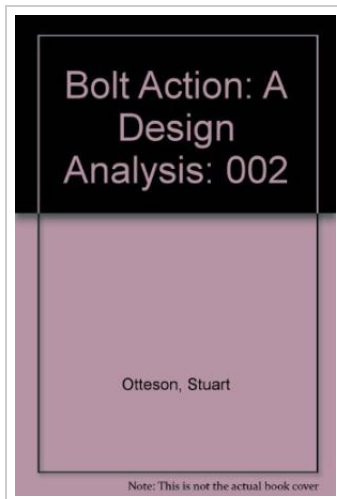 Bolt Action: A
Design
Analysis: 002
Otteson, Stuart
Note: This is not the actual book cover